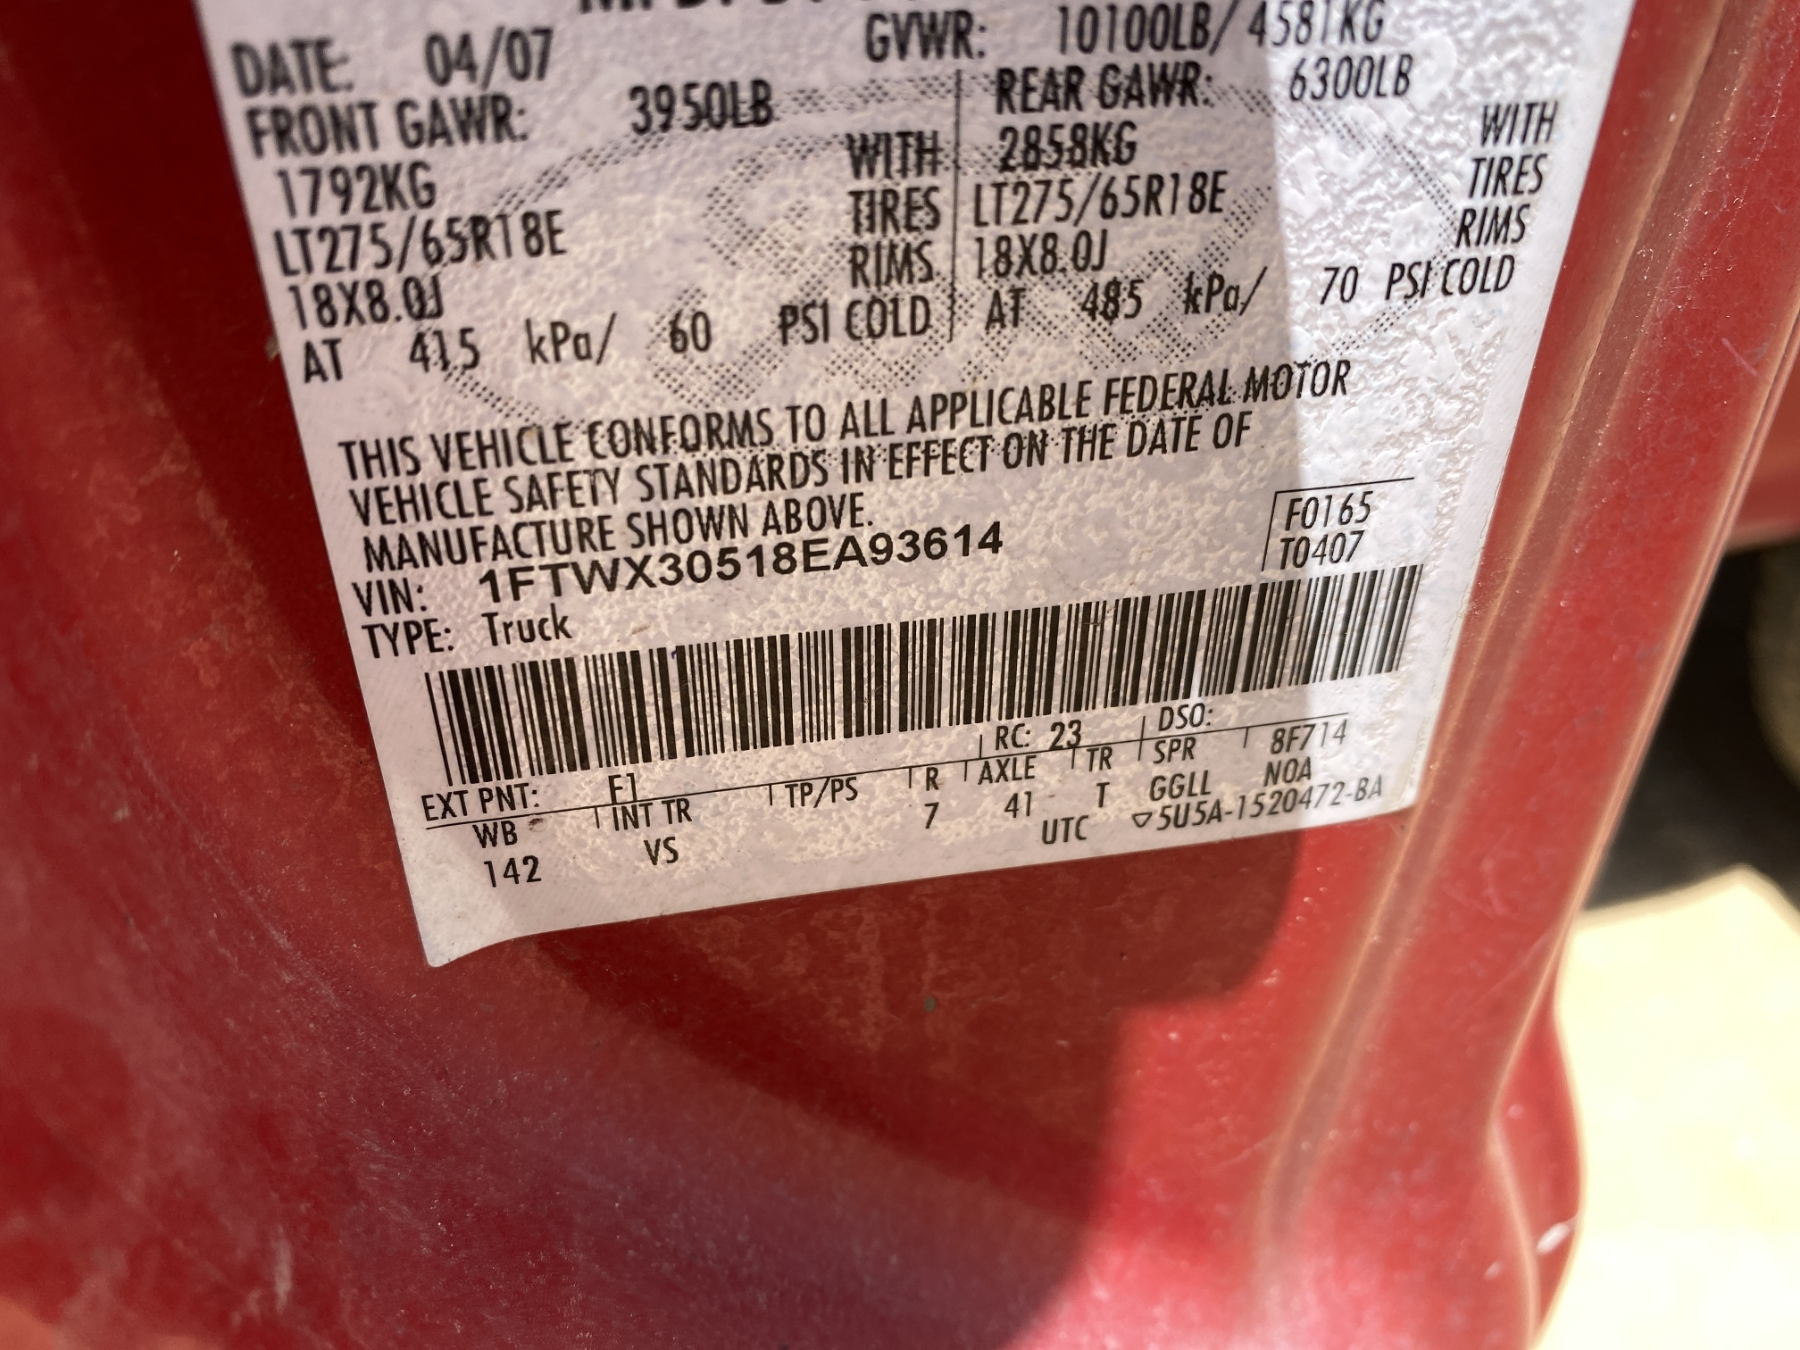 DATE: 04/07 GVWR: 10100LB/ 4581KG
FRONT GAWR: 3950LB REAR GAWR: 6300LB
1792KG WITH 2858KG WITH
LT275/65R18E TIRES LT275/65R18E TIRES
18X8.0J RIMS 18X8.0J RIMS
AT 415 kPa/ 60 PSI COLD AT 485 kPa/ 70 PSI COLD
THIS VEHICLE CONFORMS TO ALL APPLICABLE FEDERAL MOTOR
VEHICLE SAFETY STANDARDS IN EFFECT ON THE DATE OF
MANUFACTURE SHOWN ABOVE.
VIN: 1FTWX30518EA93614
F0165
TYPE: Truck
T0407
EXT PNT: F1 RC: 23 DSO:
WB INT TR TP/PS R AXLE TR SPR 8F714
142 VS 7 41 T GGLL NOA
UTC ▽5U5A-1520472-BA